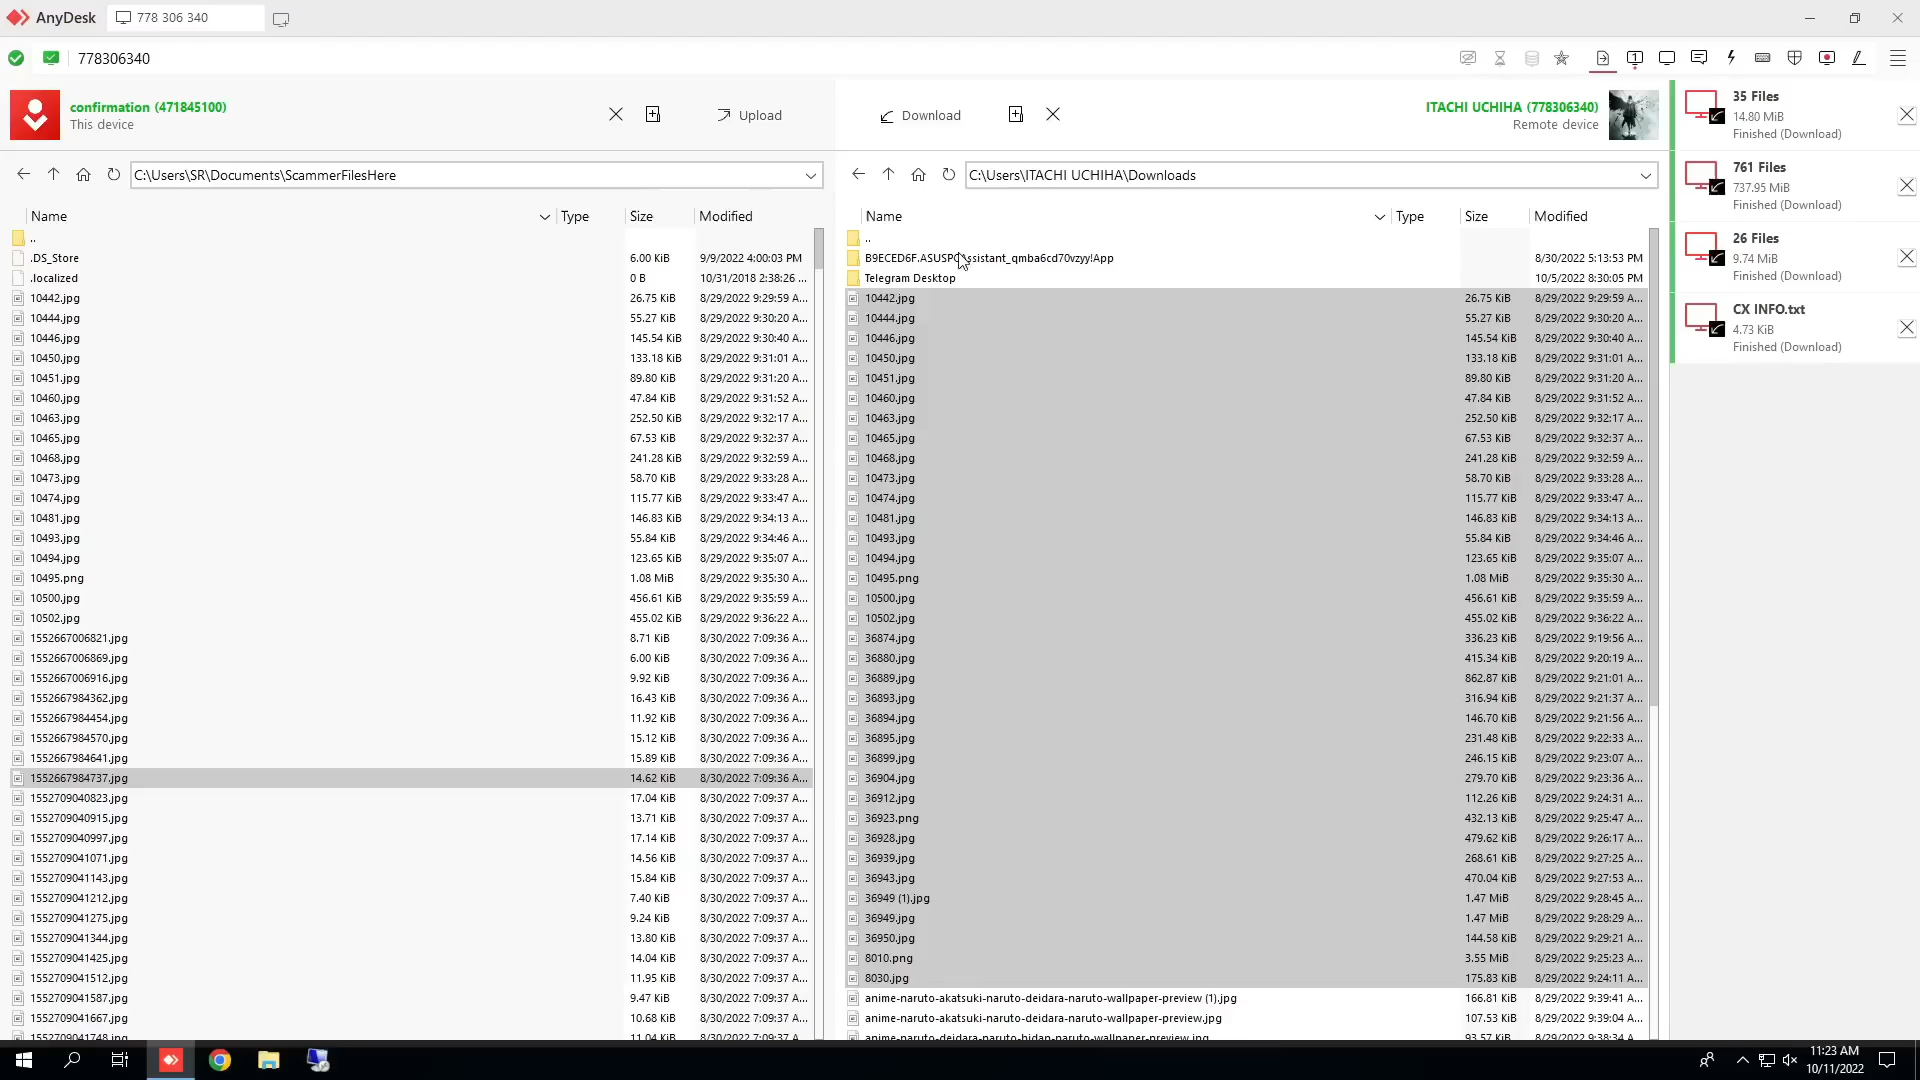 AnyDesk
778 306 340
778306340
confirmation (471845100)
This device
Upload
Download
ITACHI UCHIHA (778306340)
Remote device
C:\Users\SR\Documents\ScammerFilesHere
C:\Users\ITACHI UCHIHA\Downloads
Name Type Size Modified
..
.DS_Store 6.00 KiB 9/9/2022 4:00:03 PM
.localized 0 B 10/31/2018 2:38:26 ...
10442.jpg 26.75 KiB 8/29/2022 9:29:59 A...
10444.jpg 55.27 KiB 8/29/2022 9:30:20 A...
10446.jpg 145.54 KiB 8/29/2022 9:30:40 A...
10450.jpg 133.18 KiB 8/29/2022 9:31:01 A...
10451.jpg 89.80 KiB 8/29/2022 9:31:20 A...
10460.jpg 47.84 KiB 8/29/2022 9:31:52 A...
10463.jpg 252.50 KiB 8/29/2022 9:32:17 A...
10465.jpg 67.53 KiB 8/29/2022 9:32:37 A...
10468.jpg 241.28 KiB 8/29/2022 9:32:59 A...
10473.jpg 58.70 KiB 8/29/2022 9:33:28 A...
10474.jpg 115.77 KiB 8/29/2022 9:33:47 A...
10481.jpg 146.83 KiB 8/29/2022 9:34:13 A...
10493.jpg 55.84 KiB 8/29/2022 9:34:46 A...
10494.jpg 123.65 KiB 8/29/2022 9:35:07 A...
10495.png 1.08 MiB 8/29/2022 9:35:30 A...
10500.jpg 456.61 KiB 8/29/2022 9:35:59 A...
10502.jpg 455.02 KiB 8/29/2022 9:36:22 A...
1552667006821.jpg 8.71 KiB 8/30/2022 7:09:36 A...
1552667006869.jpg 6.00 KiB 8/30/2022 7:09:36 A...
1552667006916.jpg 9.92 KiB 8/30/2022 7:09:36 A...
1552667984362.jpg 16.43 KiB 8/30/2022 7:09:36 A...
1552667984454.jpg 11.92 KiB 8/30/2022 7:09:36 A...
1552667984570.jpg 15.12 KiB 8/30/2022 7:09:36 A...
1552667984641.jpg 15.89 KiB 8/30/2022 7:09:36 A...
1552667984737.jpg 14.62 KiB 8/30/2022 7:09:36 A...
1552709040823.jpg 17.04 KiB 8/30/2022 7:09:37 A...
1552709040915.jpg 13.71 KiB 8/30/2022 7:09:37 A...
1552709040997.jpg 17.14 KiB 8/30/2022 7:09:37 A...
1552709041071.jpg 14.56 KiB 8/30/2022 7:09:37 A...
1552709041143.jpg 15.84 KiB 8/30/2022 7:09:37 A...
1552709041212.jpg 7.40 KiB 8/30/2022 7:09:37 A...
1552709041275.jpg 9.24 KiB 8/30/2022 7:09:37 A...
1552709041344.jpg 13.80 KiB 8/30/2022 7:09:37 A...
1552709041425.jpg 14.04 KiB 8/30/2022 7:09:37 A...
1552709041512.jpg 11.95 KiB 8/30/2022 7:09:37 A...
1552709041587.jpg 9.47 KiB 8/30/2022 7:09:37 A...
1552709041667.jpg 10.68 KiB 8/30/2022 7:09:37 A...
1552709041748.jpg 11.04 KiB 8/30/2022 7:09:37 A...
Name Type Size Modified
..
B9ECED6F.ASUSPC ssistant_qmba6cd70vzyy!App 8/30/2022 5:13:53 PM
Telegram Desktop 10/5/2022 8:30:05 PM
10442.jpg 26.75 KiB 8/29/2022 9:29:59 A...
10444.jpg 55.27 KiB 8/29/2022 9:30:20 A...
10446.jpg 145.54 KiB 8/29/2022 9:30:40 A...
10450.jpg 133.18 KiB 8/29/2022 9:31:01 A...
10451.jpg 89.80 KiB 8/29/2022 9:31:20 A...
10460.jpg 47.84 KiB 8/29/2022 9:31:52 A...
10463.jpg 252.50 KiB 8/29/2022 9:32:17 A...
10465.jpg 67.53 KiB 8/29/2022 9:32:37 A...
10468.jpg 241.28 KiB 8/29/2022 9:32:59 A...
10473.jpg 58.70 KiB 8/29/2022 9:33:28 A...
10474.jpg 115.77 KiB 8/29/2022 9:33:47 A...
10481.jpg 146.83 KiB 8/29/2022 9:34:13 A...
10493.jpg 55.84 KiB 8/29/2022 9:34:46 A...
10494.jpg 123.65 KiB 8/29/2022 9:35:07 A...
10495.png 1.08 MiB 8/29/2022 9:35:30 A...
10500.jpg 456.61 KiB 8/29/2022 9:35:59 A...
10502.jpg 455.02 KiB 8/29/2022 9:36:22 A...
36874.jpg 336.23 KiB 8/29/2022 9:19:56 A...
36880.jpg 415.34 KiB 8/29/2022 9:20:19 A...
36889.jpg 862.87 KiB 8/29/2022 9:21:01 A...
36893.jpg 316.94 KiB 8/29/2022 9:21:37 A...
36894.jpg 146.70 KiB 8/29/2022 9:21:56 A...
36895.jpg 231.48 KiB 8/29/2022 9:22:33 A...
36899.jpg 246.15 KiB 8/29/2022 9:23:07 A...
36904.jpg 279.70 KiB 8/29/2022 9:23:36 A...
36912.jpg 112.26 KiB 8/29/2022 9:24:31 A...
36923.png 432.13 KiB 8/29/2022 9:25:47 A...
36928.jpg 479.62 KiB 8/29/2022 9:26:17 A...
36939.jpg 268.61 KiB 8/29/2022 9:27:25 A...
36943.jpg 470.04 KiB 8/29/2022 9:27:53 A...
36949 (1).jpg 1.47 MiB 8/29/2022 9:28:45 A...
36949.jpg 1.47 MiB 8/29/2022 9:28:29 A...
36950.jpg 144.58 KiB 8/29/2022 9:29:21 A...
8010.png 3.55 MiB 8/29/2022 9:25:23 A...
8030.jpg 175.83 KiB 8/29/2022 9:24:11 A...
anime-naruto-akatsuki-naruto-deidara-naruto-wallpaper-preview (1).jpg 166.81 KiB 8/29/2022 9:39:41 A...
anime-naruto-akatsuki-naruto-deidara-naruto-wallpaper-preview.jpg 107.53 KiB 8/29/2022 9:39:04 A...
anime-naruto-deidara-naruto-hidan-wallpaper-preview.jpg 93.57 KiB 8/29/2022 9:38:34 A...
35 Files
14.80 MiB
Finished (Download)
761 Files
737.95 MiB
Finished (Download)
26 Files
9.74 MiB
Finished (Download)
CX INFO.txt
4.73 KiB
Finished (Download)
11:23 AM
10/11/2022